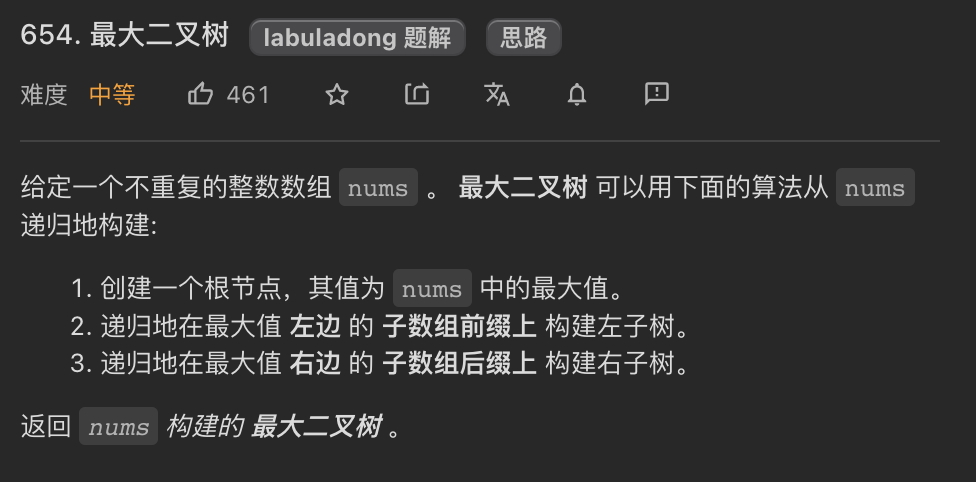 654. 最大二叉树 labuladong 题解 思路
难度 中等 461
给定一个不重复的整数数组 nums 。 最大二叉树 可以用下面的算法从 nums
递归地构建:
1. 创建一个根节点，其值为 nums 中的最大值。
2. 递归地在最大值 左边 的 子数组前缀上 构建左子树。
3. 递归地在最大值 右边 的 子数组后缀上 构建右子树。
返回 nums 构建的 最大二叉树 。